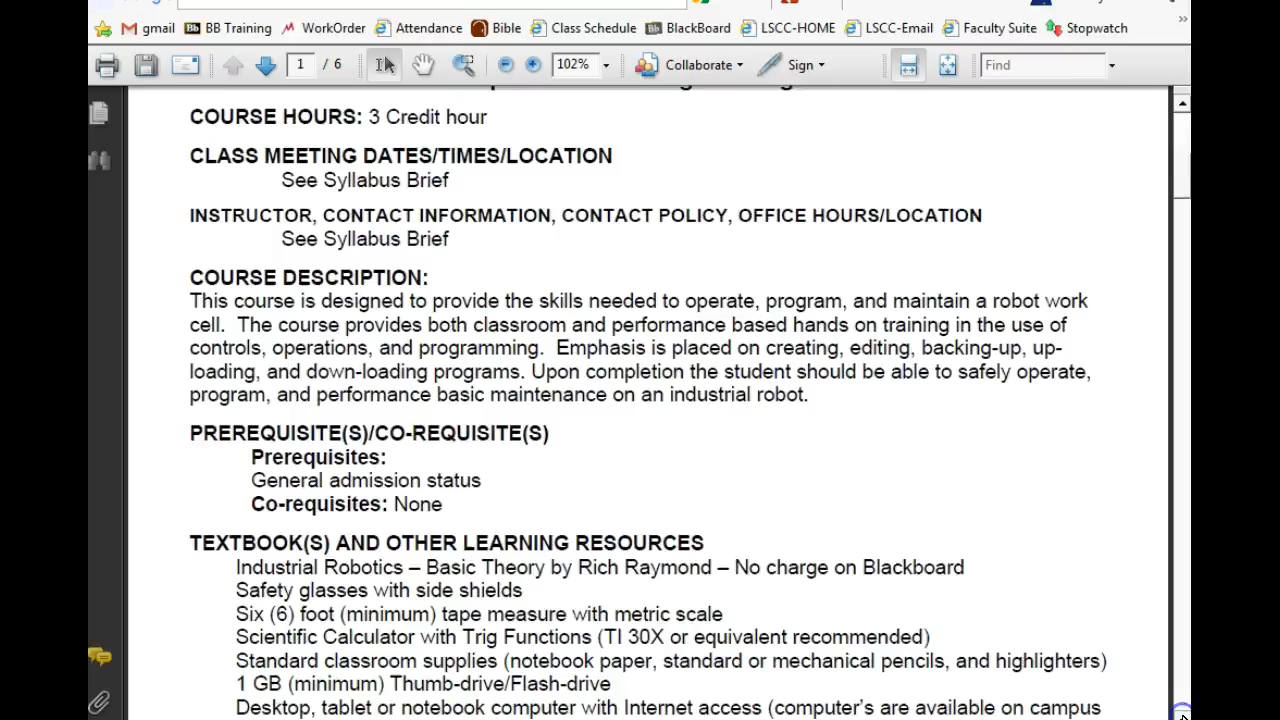 gmail BB Training WorkOrder Attendance Bible Class Schedule BlackBoard LSCC-HOME LSCC-Email Faculty Suite Stopwatch
1 / 6 102% Collaborate Sign Find
COURSE HOURS: 3 Credit hour
CLASS MEETING DATES/TIMES/LOCATION
See Syllabus Brief
INSTRUCTOR, CONTACT INFORMATION, CONTACT POLICY, OFFICE HOURS/LOCATION
See Syllabus Brief
COURSE DESCRIPTION:
This course is designed to provide the skills needed to operate, program, and maintain a robot work
cell. The course provides both classroom and performance based hands on training in the use of
controls, operations, and programming. Emphasis is placed on creating, editing, backing-up, up-
loading, and down-loading programs. Upon completion the student should be able to safely operate,
program, and performance basic maintenance on an industrial robot.
PREREQUISITE(S)/CO-REQUISITE(S)
Prerequisites:
General admission status
Co-requisites: None
TEXTBOOK(S) AND OTHER LEARNING RESOURCES
Industrial Robotics – Basic Theory by Rich Raymond – No charge on Blackboard
Safety glasses with side shields
Six (6) foot (minimum) tape measure with metric scale
Scientific Calculator with Trig Functions (TI 30X or equivalent recommended)
Standard classroom supplies (notebook paper, standard or mechanical pencils, and highlighters)
1 GB (minimum) Thumb-drive/Flash-drive
Desktop, tablet or notebook computer with Internet access (computer's are available on campus